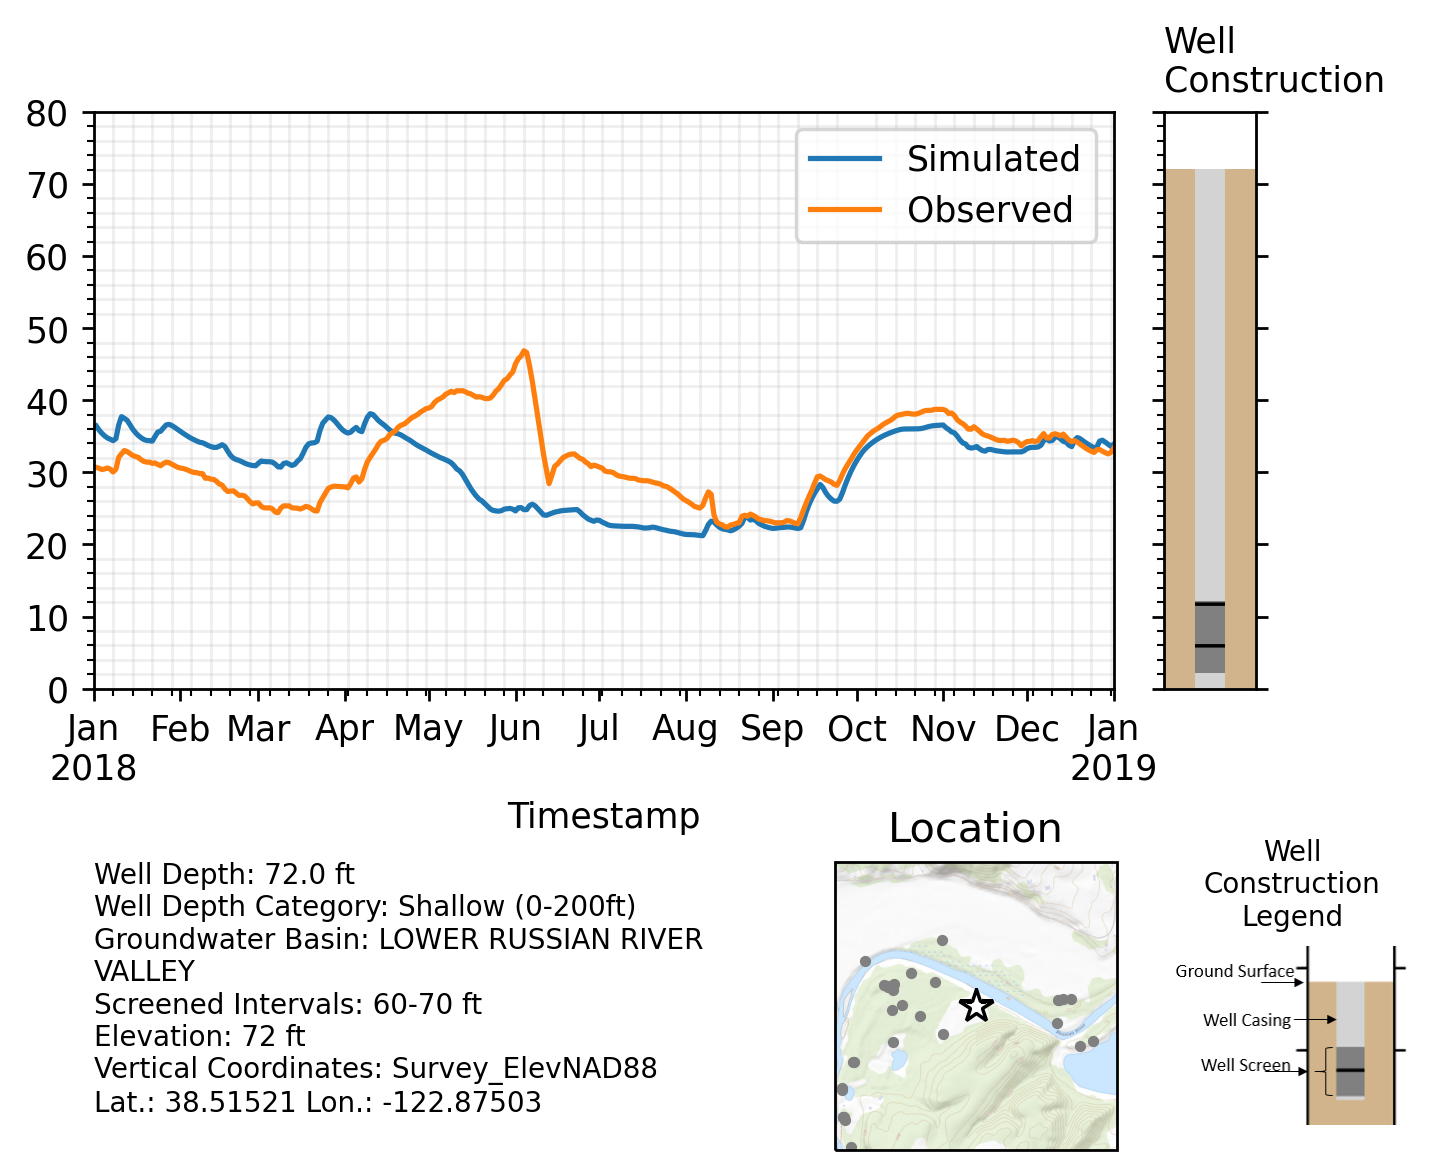 Well
Construction
80
70
60
50
40
30
20
10
0
Simulated
Observed
Jan Feb Mar Apr May Jun Jul Aug Sep Oct Nov Dec Jan
2018 2019
Timestamp
Well Depth: 72.0 ft
Well Depth Category: Shallow (0-200ft)
Groundwater Basin: LOWER RUSSIAN RIVER
VALLEY
Screened Intervals: 60-70 ft
Elevation: 72 ft
Vertical Coordinates: Survey_ElevNAD88
Lat.: 38.51521 Lon.: -122.87503
Location
Well
Construction
Legend
Ground Surface
Well Casing
Well Screen